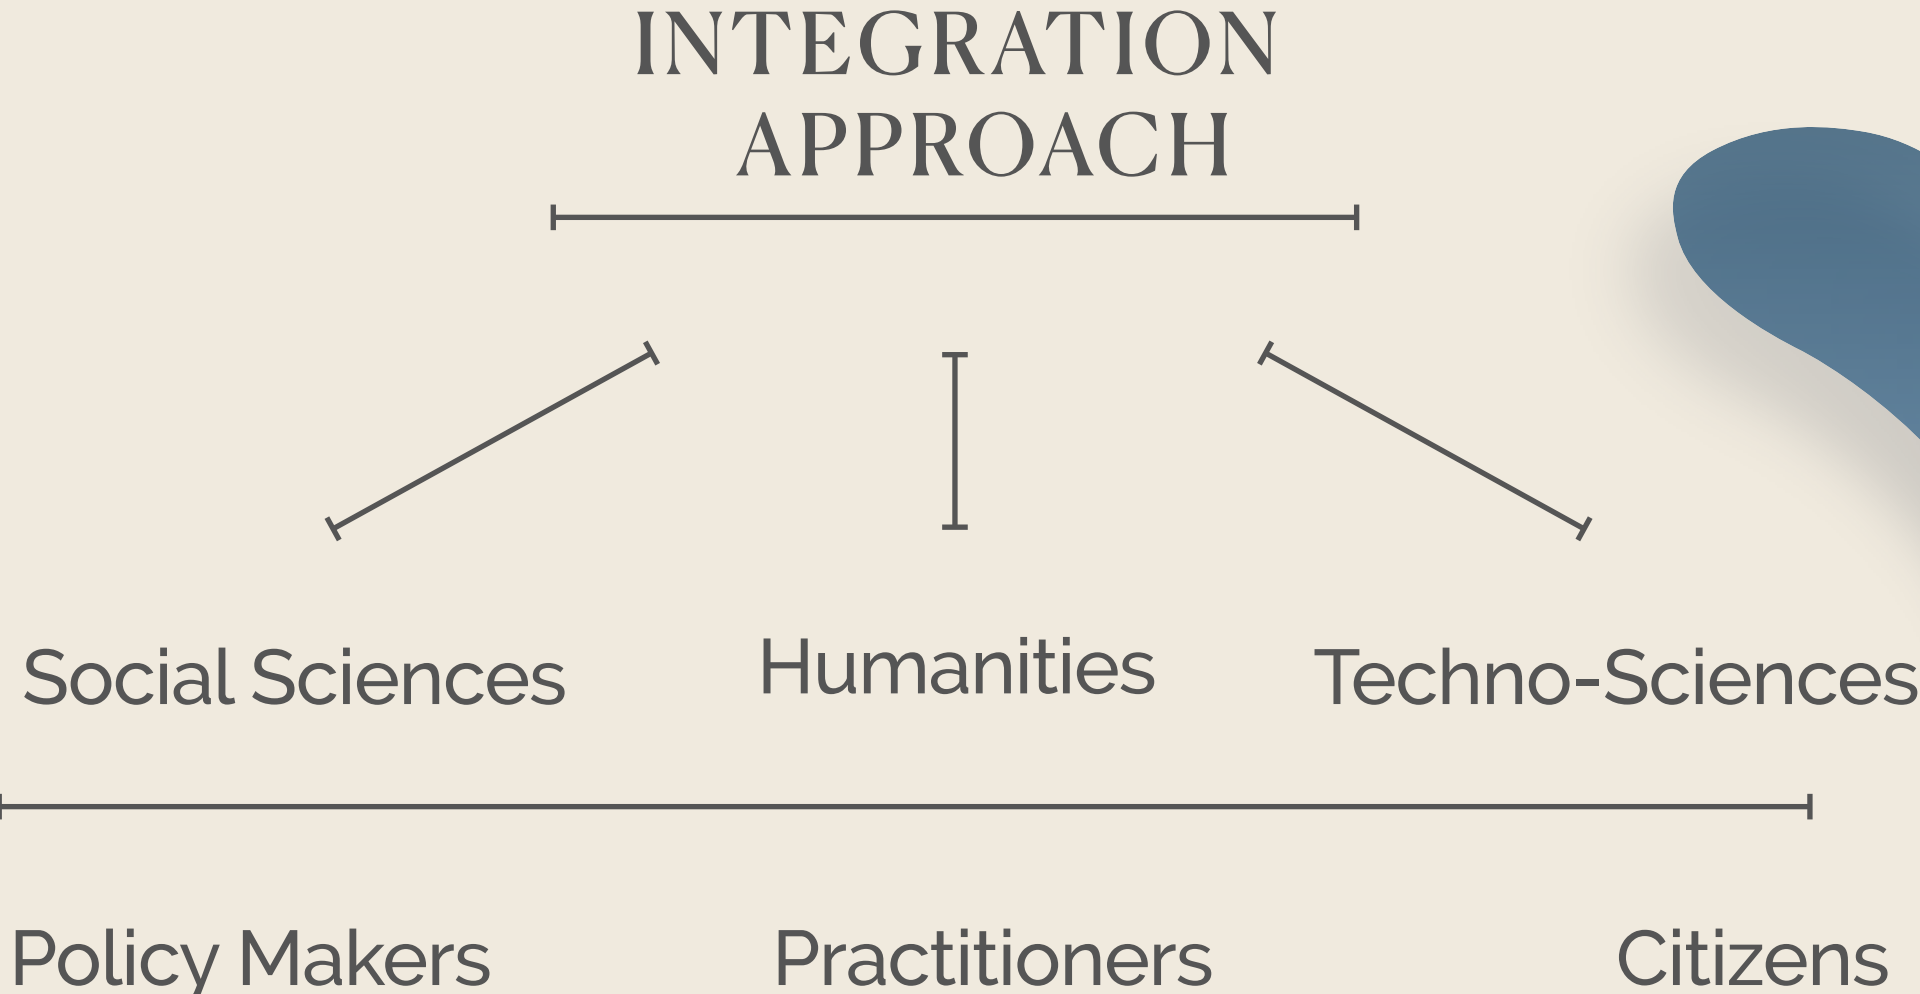 INTEGRATION
APPROACH
Social Sciences
Humanities
Techno-Sciences
Policy Makers
Practitioners
Citizens